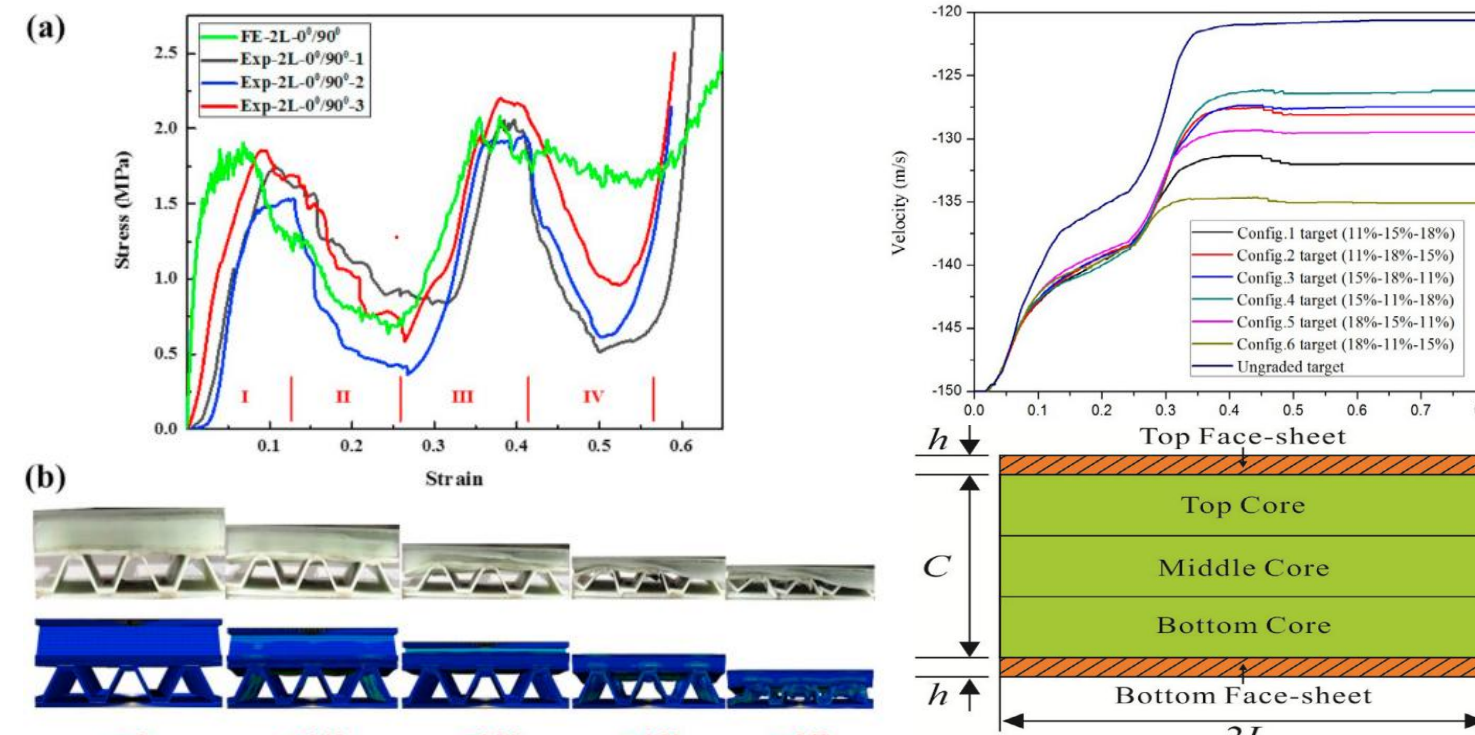 (a)
2.5
2.0
1.5
1.0
0.5
0.0
Stress (MPa)
FE-2L-0⁰/90⁰
Exp-2L-0⁰/90⁰-1
Exp-2L-0⁰/90⁰-2
Exp-2L-0⁰/90⁰-3
I II III IV
0.1 0.2 0.3 0.4 0.5 0.6
Strain
(b)
-120
-125
-130
-135
-140
-145
-150
Velocity (m/s)
Config.1 target (11%-15%-18%)
Config.2 target (11%-18%-15%)
Config.3 target (15%-18%-11%)
Config.4 target (15%-11%-18%)
Config.5 target (18%-15%-11%)
Config.6 target (18%-11%-15%)
Ungraded target
0.0 0.1 0.2 0.3 0.4 0.5 0.6 0.7
h
Top Face-sheet
Top Core
C
Middle Core
Bottom Core
h
Bottom Face-sheet